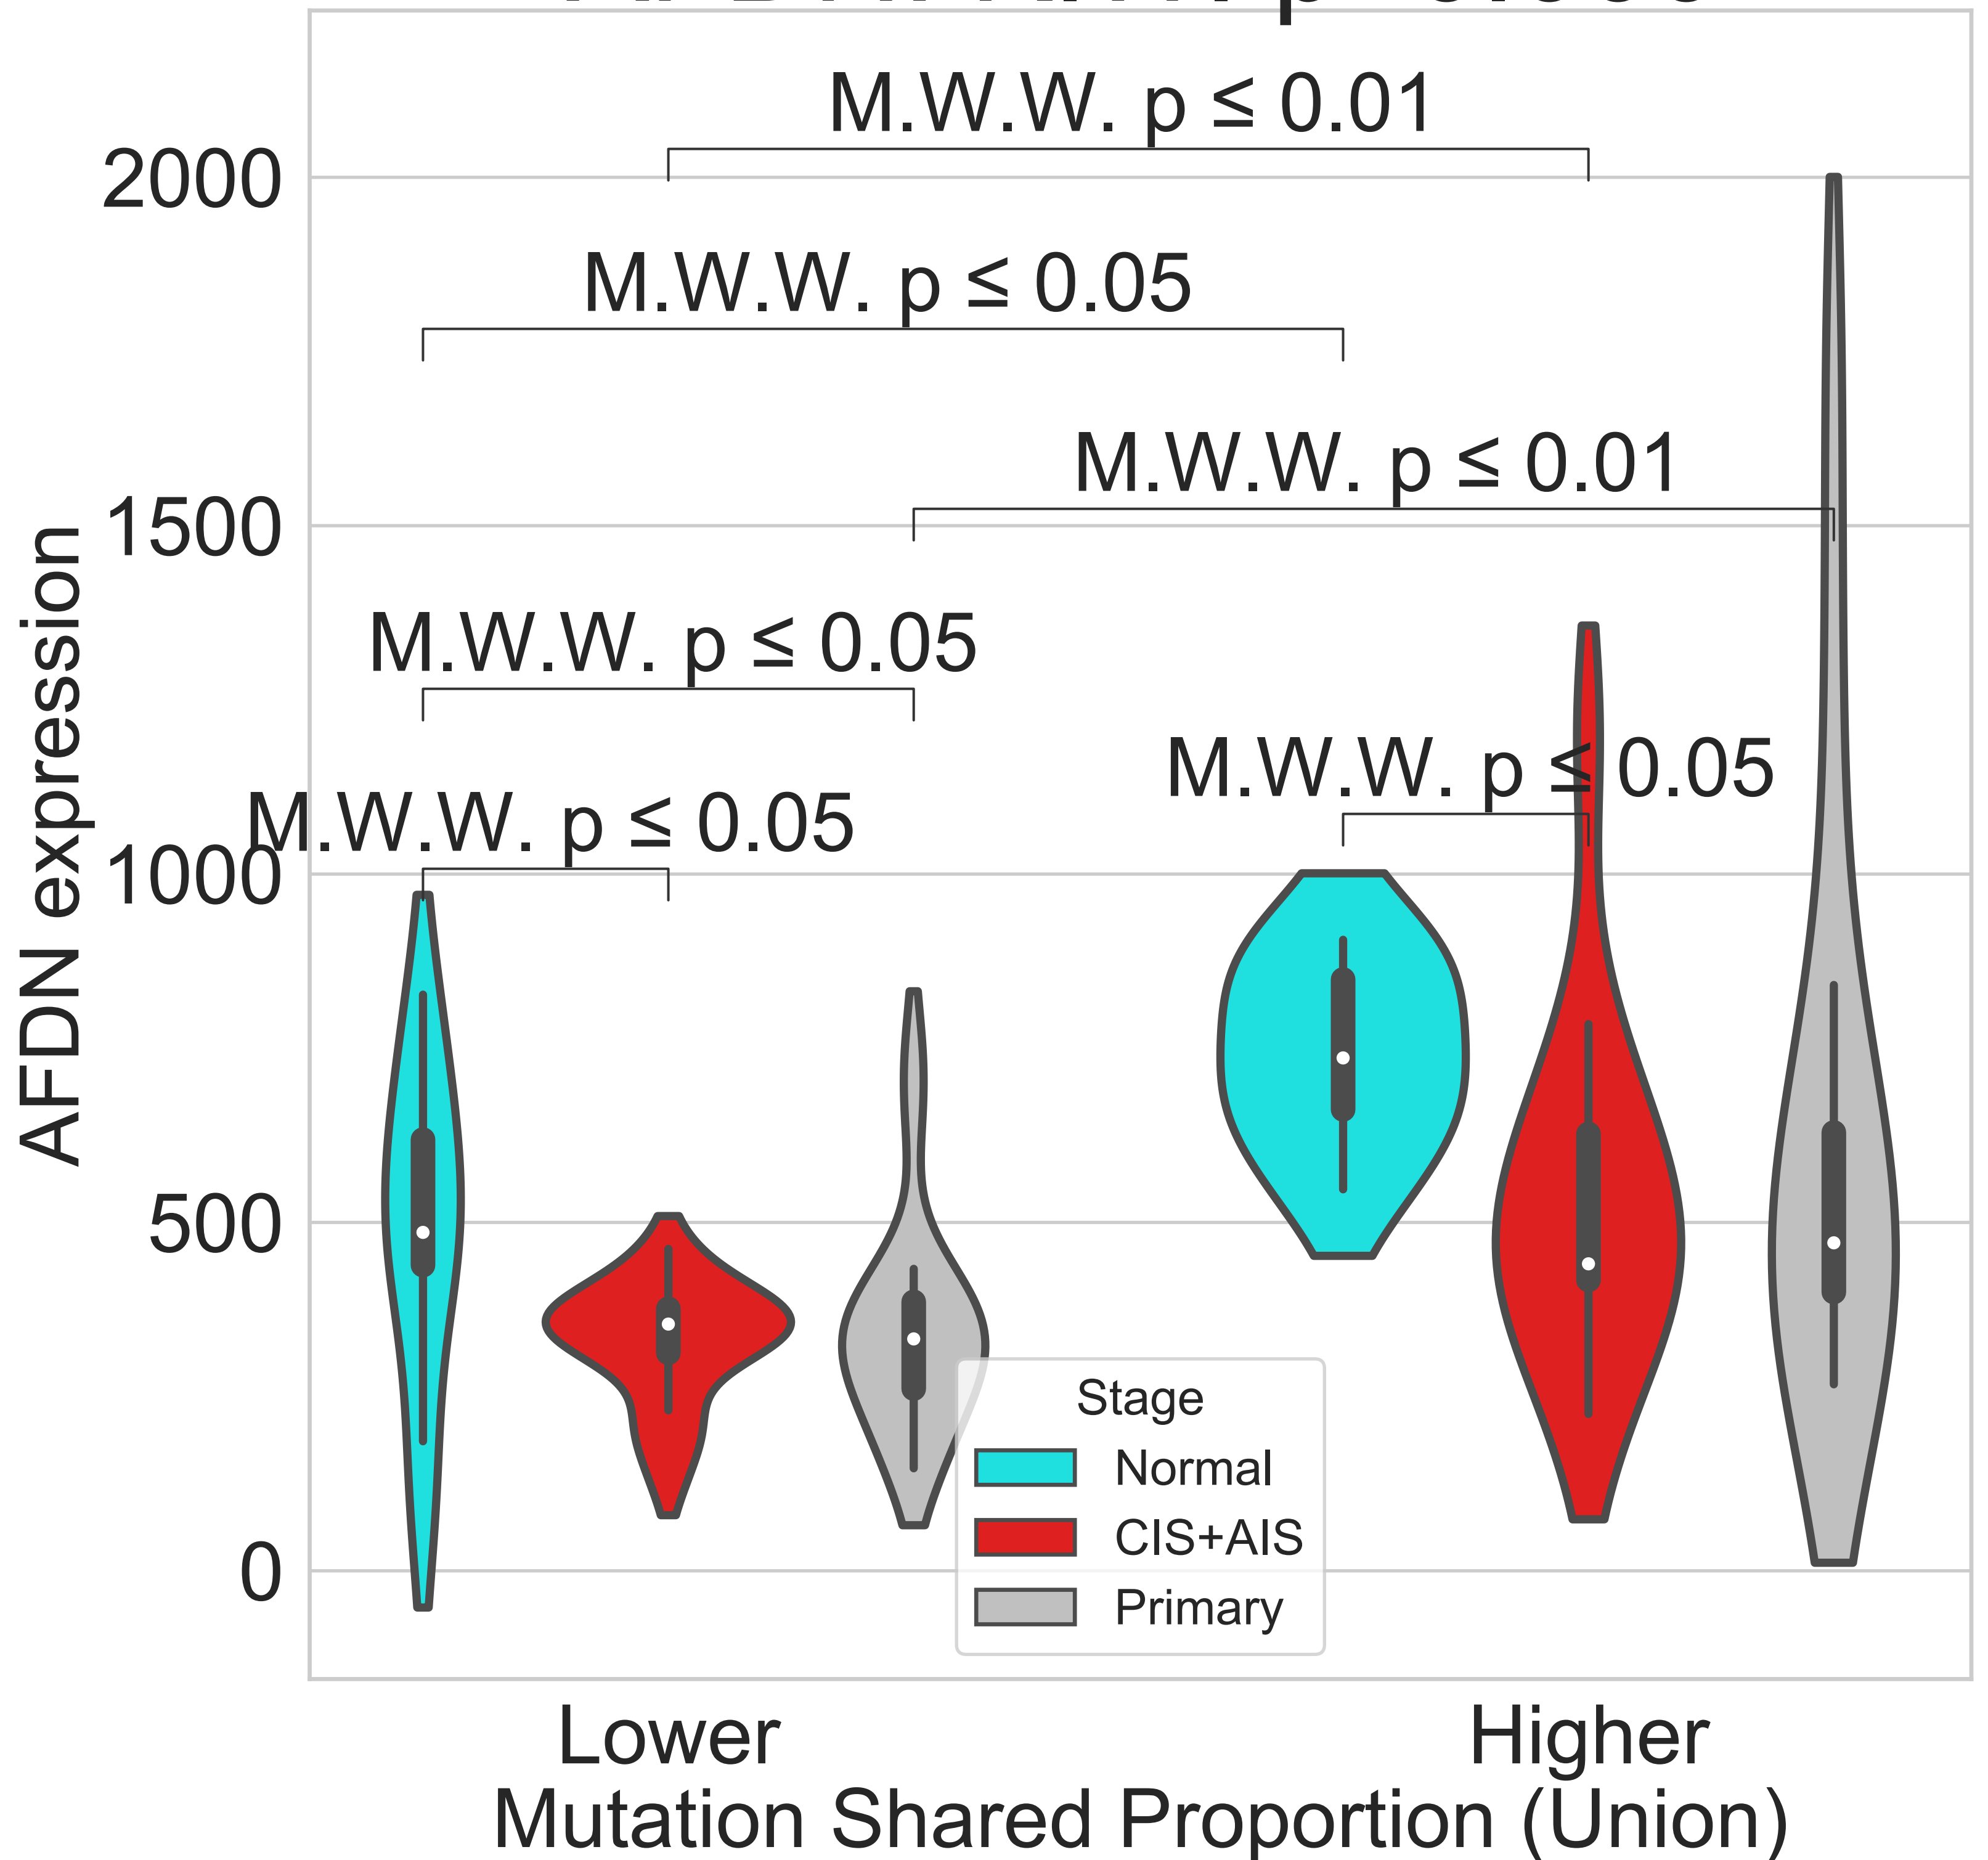 M.W.W. p ≤ 0.01
2000
M.W.W. p ≤ 0.05
M.W.W. p ≤ 0.01
1500
M.W.W. p ≤ 0.05
M.W.W. p ≤ 0.05
M.W.W. p ≤ 0.05
1000
500
0
AFDN expression
Stage
Normal
CIS+AIS
Primary
Lower
Higher
Mutation Shared Proportion (Union)